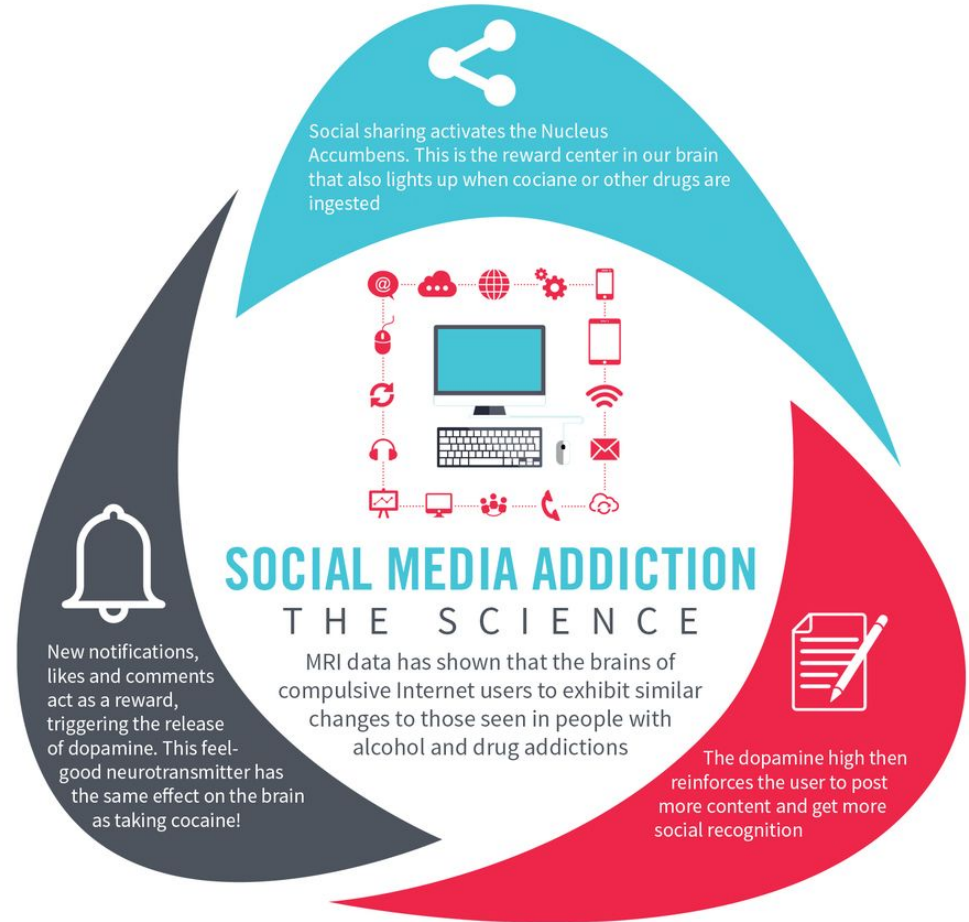 Social sharing activates the Nucleus
Accumbens. This is the reward center in our brain
that also lights up when cociane or other drugs are
ingested
@
SOCIAL MEDIA ADDICTION
THE SCIENCE
MRI data has shown that the brains of
compulsive Internet users to exhibit similar
changes to those seen in people with
alcohol and drug addictions
New notifications,
likes and comments
act as a reward,
triggering the release
of dopamine. This feel-
good neurotransmitter has
the same effect on the brain
as taking cocaine!
The dopamine high then
reinforces the user to post
more content and get more
social recognition